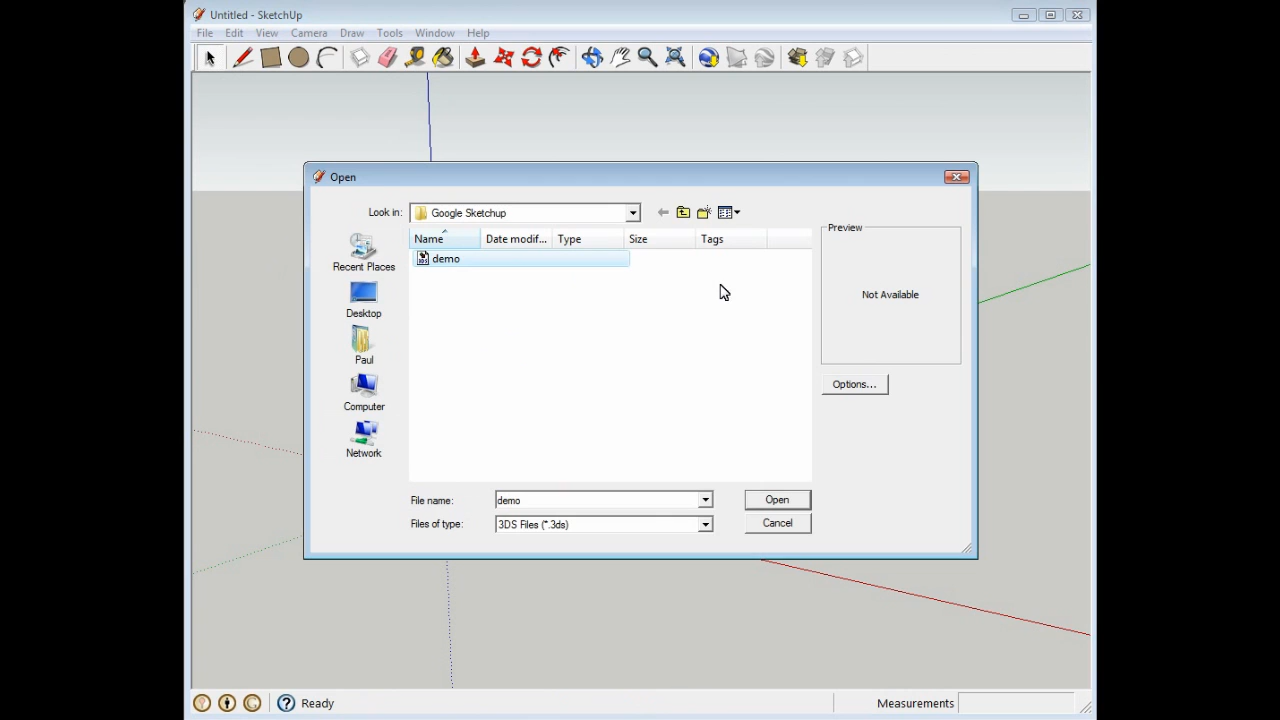 Untitled - SketchUp
File Edit View Camera Draw Tools Window Help
Open
Look in: Google Sketchup
Name Date modif... Type Size Tags
demo
Recent Places
Desktop
Paul
Computer
Network
Preview
Not Available
Options...
File name: demo Open
Files of type: 3DS Files (*.3ds) Cancel
Ready Measurements